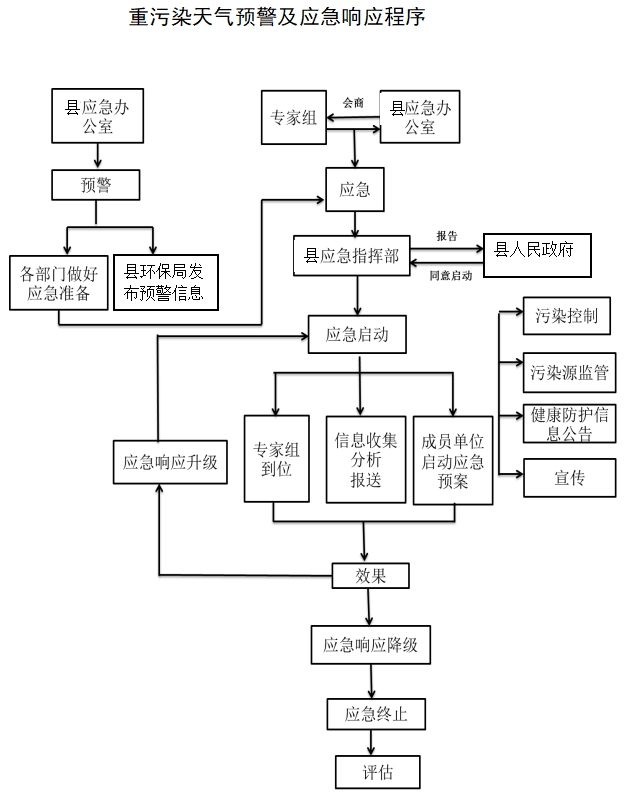 重污染天气预警及应急响应程序
县应急办
公室
专家组
会商
县应急办
公室
预警
应急
各部门做好
应急准备
县环保局发
布预警信息
县应急指挥部
报告
同意启动
县人民政府
应急启动
污染控制
污染源监管
健康防护信
息公告
宣传
应急响应升级
专家组
到位
信息收集
分析
报送
成员单位
启动应急
预案
效果
应急响应降级
应急终止
评估